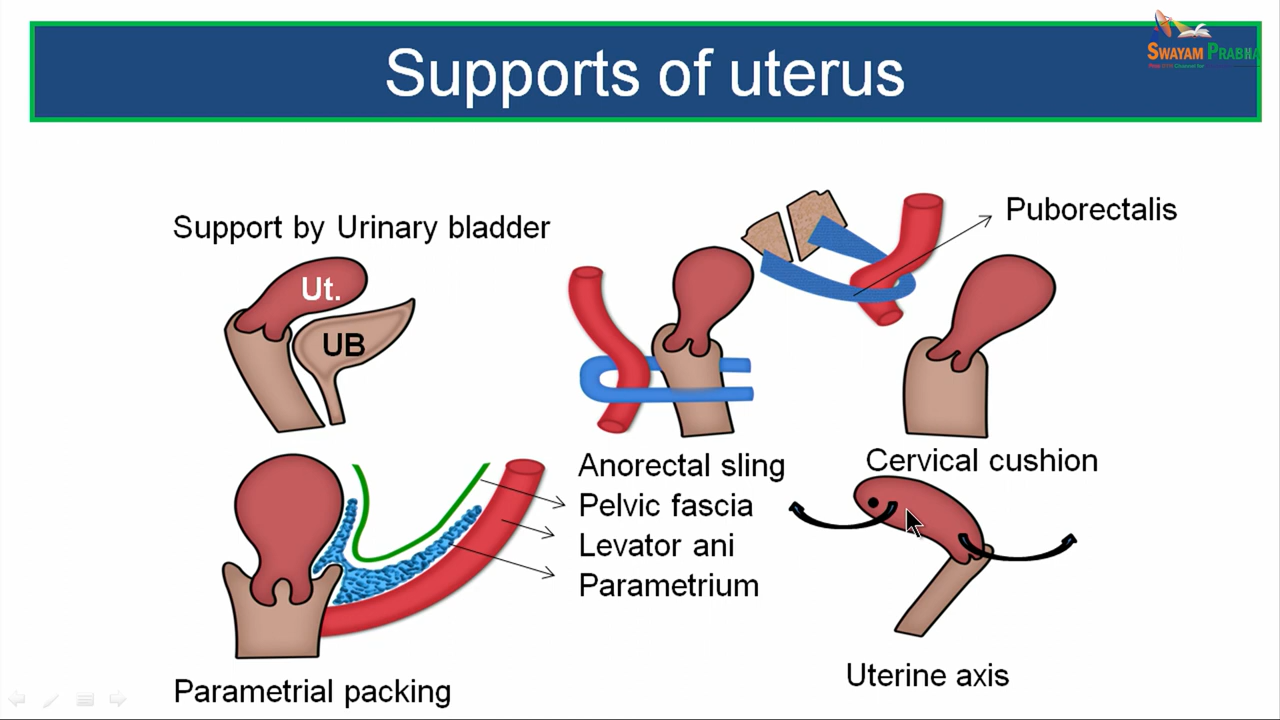 Supports of uterus
SWAYAM PRABHA
Support by Urinary bladder
Puborectalis
Ut.
UB
Anorectal sling
Cervical cushion
Pelvic fascia
Levator ani
Parametrium
Parametrial packing
Uterine axis